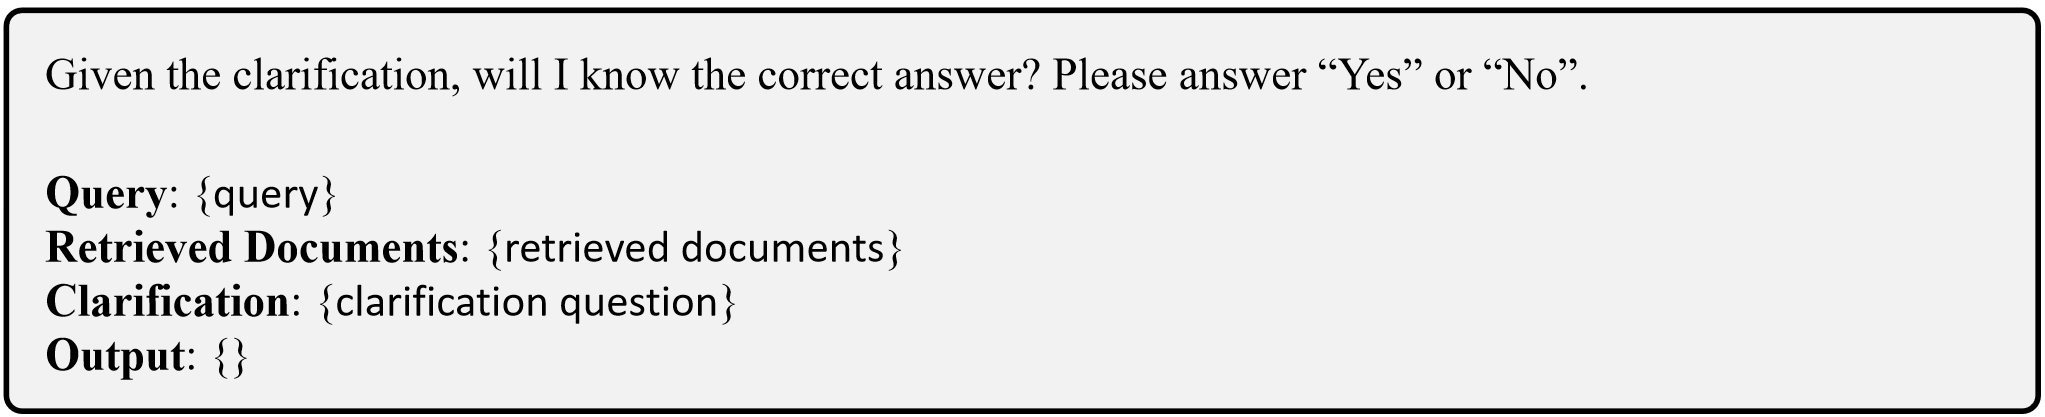 Given the clarification, will I know the correct answer? Please answer “Yes” or “No”.
Query: {query}
Retrieved Documents: {retrieved documents}
Clarification: {clarification question}
Output: {}